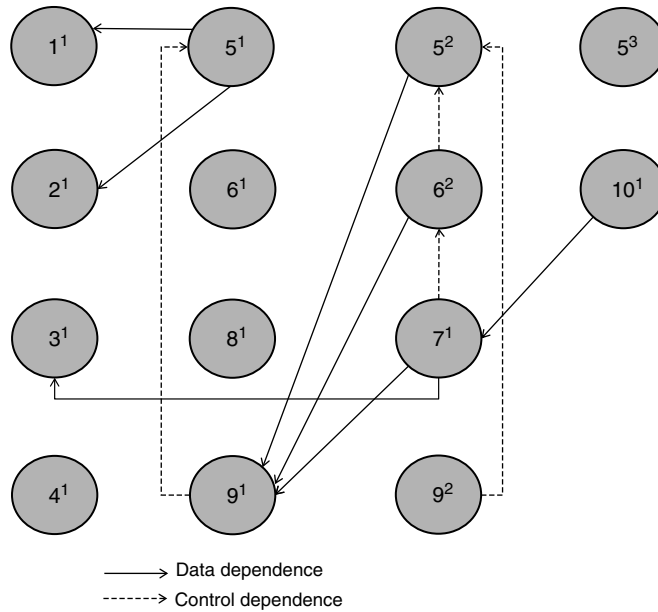 1¹ 5¹ 5² 5³
2¹ 6¹ 6² 10¹
3¹ 8¹ 7¹
4¹ 9¹ 9²
Data dependence
Control dependence